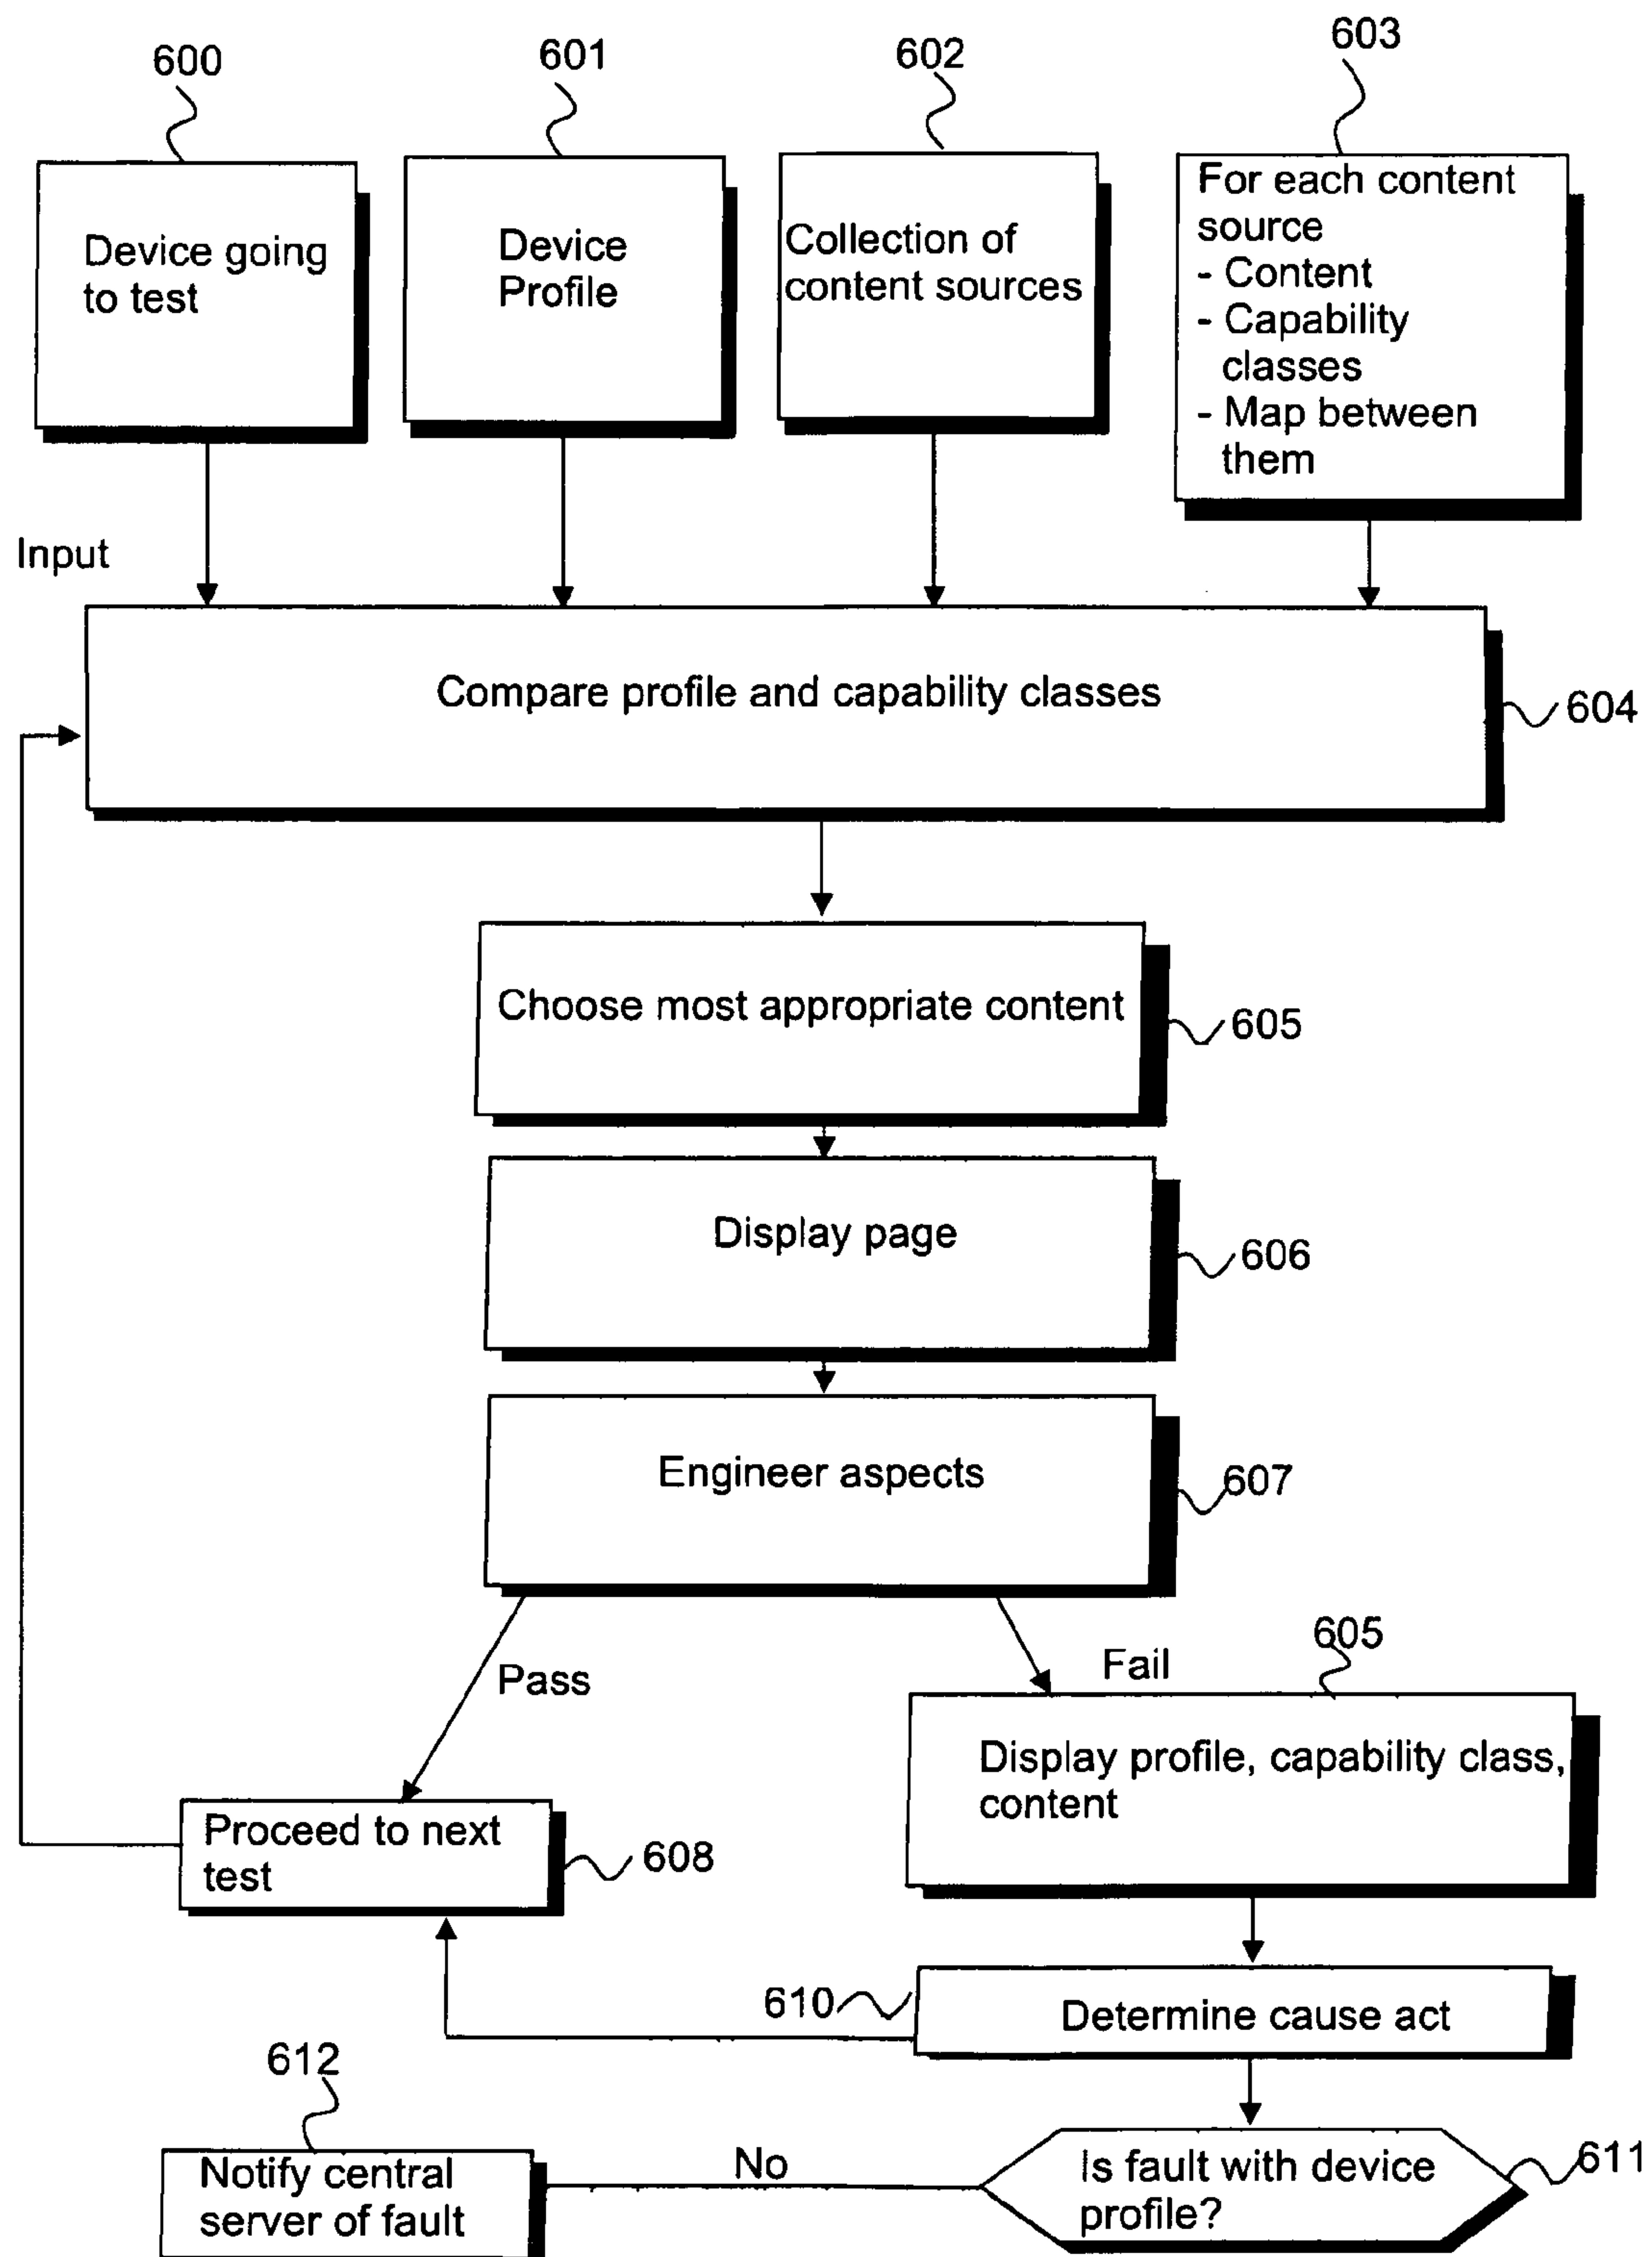 600
601
602
603
Device going
to test
Device
Profile
Collection of
content sources
For each content
source
- Content
- Capability
classes
- Map between
them
Input
Compare profile and capability classes
604
Choose most appropriate content
605
Display page
606
Engineer aspects
607
Pass
Fail
605
Display profile, capability class,
content
Proceed to next
test
608
610
Determine cause act
612
Notify central
server of fault
No
Is fault with device
profile?
611